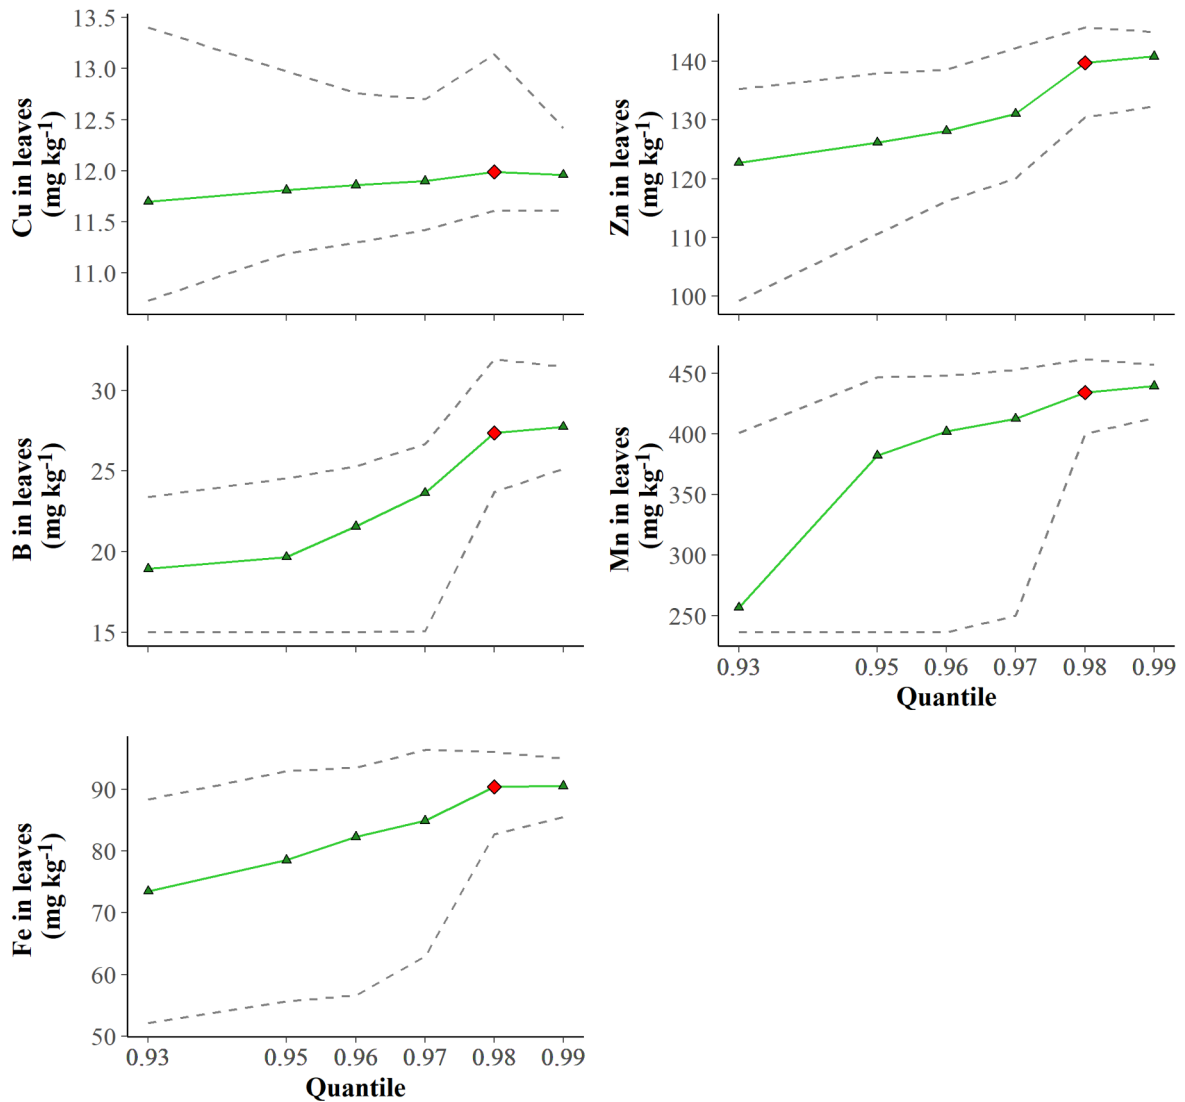 Cu in leaves
(mg kg-1)
13.5
13.0
12.5
12.0
11.5
11.0
Zn in leaves
(mg kg-1)
140
130
120
110
100
B in leaves
(mg kg-1)
30
25
20
15
Mn in leaves
(mg kg-1)
450
400
350
300
250
0.93 0.95 0.96 0.97 0.98 0.99
Quantile
Fe in leaves
(mg kg-1)
90
80
70
60
50
0.93 0.95 0.96 0.97 0.98 0.99
Quantile